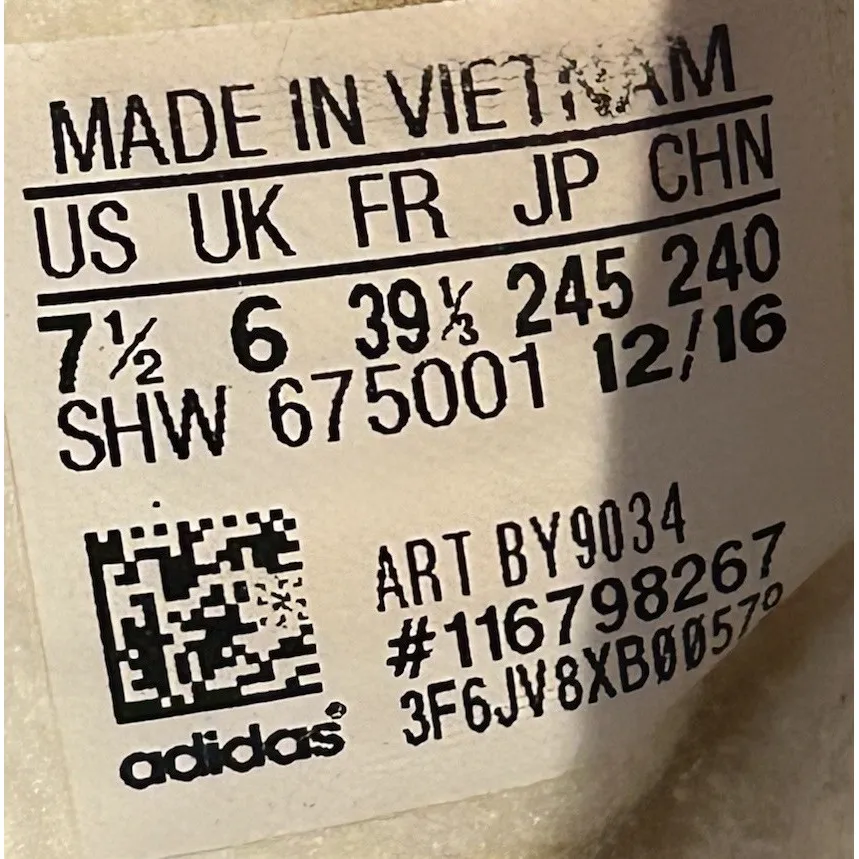 MADE IN VIETNAM
US UK FR JP CHN
7½ 6 39⅓ 245 240
SHW 675001 12/16
ART BY9034
#116798267
adidas®